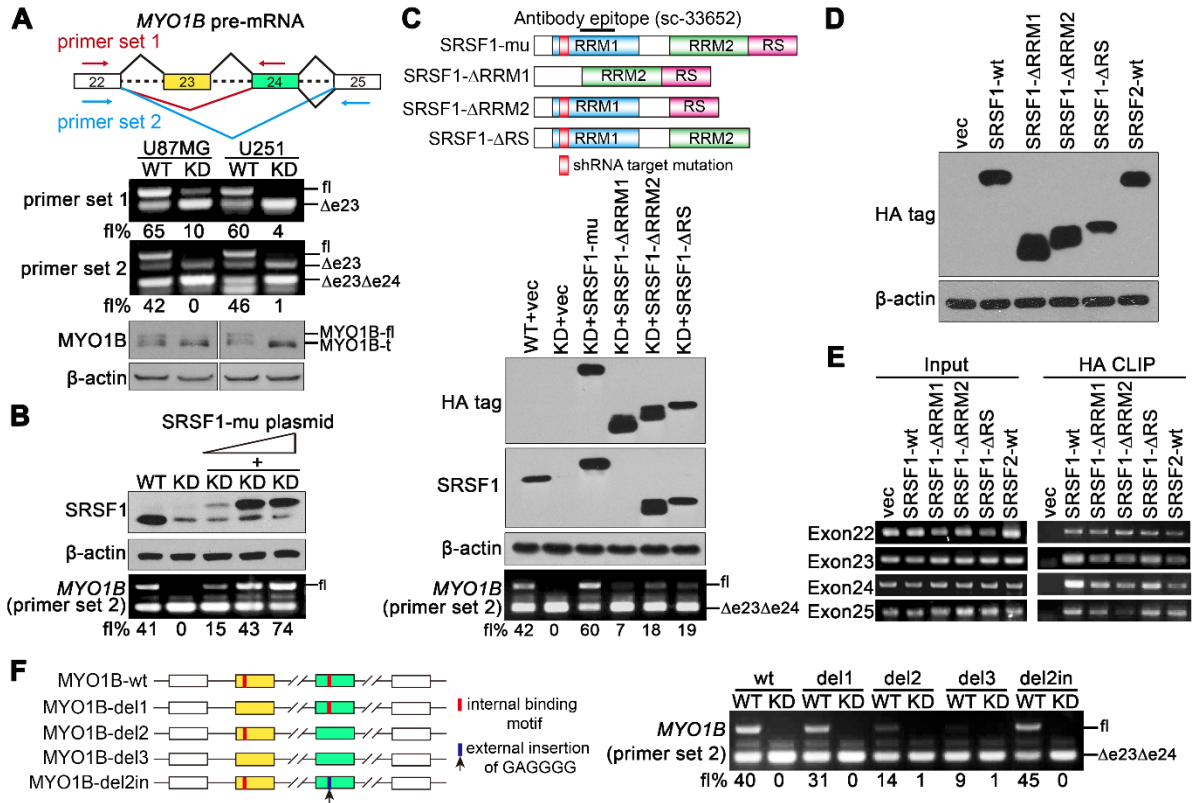 A
MYO1B pre-mRNA
primer set 1
22 23 24 25
primer set 2
U87MG U251
WT KD WT KD
primer set 1
fl
Δe23
fl% 65 10 60 4
primer set 2
fl
Δe23
Δe23Δe24
fl% 42 0 46 1
MYO1B
MYO1B-fl
MYO1B-t
β-actin
B
SRSF1-mu plasmid
+
WT KD KD KD KD
SRSF1
β-actin
MYO1B
(primer set 2)
fl
fl% 41 0 15 43 74
C
Antibody epitope (sc-33652)
SRSF1-mu RRM1 RRM2 RS
SRSF1-ΔRRM1 RRM2 RS
SRSF1-ΔRRM2 RRM1 RS
SRSF1-ΔRS RRM1 RRM2
shRNA target mutation
WT+vec
KD+vec
KD+SRSF1-mu
KD+SRSF1-ΔRRM1
KD+SRSF1-ΔRRM2
KD+SRSF1-ΔRS
HA tag
SRSF1
β-actin
MYO1B
(primer set 2)
fl
Δe23Δe24
fl% 42 0 60 7 18 19
D
vec
SRSF1-wt
SRSF1-ΔRRM1
SRSF1-ΔRRM2
SRSF1-ΔRS
SRSF2-wt
HA tag
β-actin
E
Input
HA CLIP
vec
SRSF1-wt
SRSF1-ΔRRM1
SRSF1-ΔRRM2
SRSF1-ΔRS
SRSF2-wt
vec
SRSF1-wt
SRSF1-ΔRRM1
SRSF1-ΔRRM2
SRSF1-ΔRS
SRSF2-wt
Exon22
Exon23
Exon24
Exon25
F
MYO1B-wt
MYO1B-del1
MYO1B-del2
MYO1B-del3
MYO1B-del2in
internal binding
motif
external insertion
of GAGGGG
wt del1 del2 del3 del2in
WT KD WT KD WT KD WT KD WT KD
MYO1B
(primer set 2)
fl
Δe23Δe24
fl% 40 0 31 0 14 1 9 1 45 0